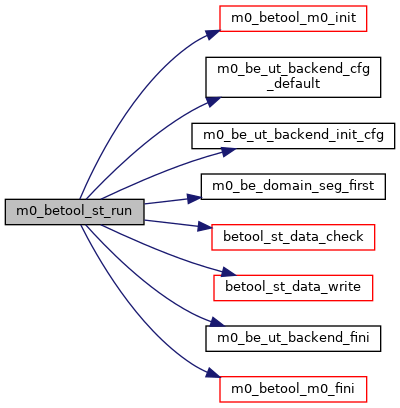 m0_betool_m0_init
m0_be_ut_backend_cfg
_default
m0_be_ut_backend_init_cfg
m0_be_domain_seg_first
m0_betool_st_run
betool_st_data_check
betool_st_data_write
m0_be_ut_backend_fini
m0_betool_m0_fini